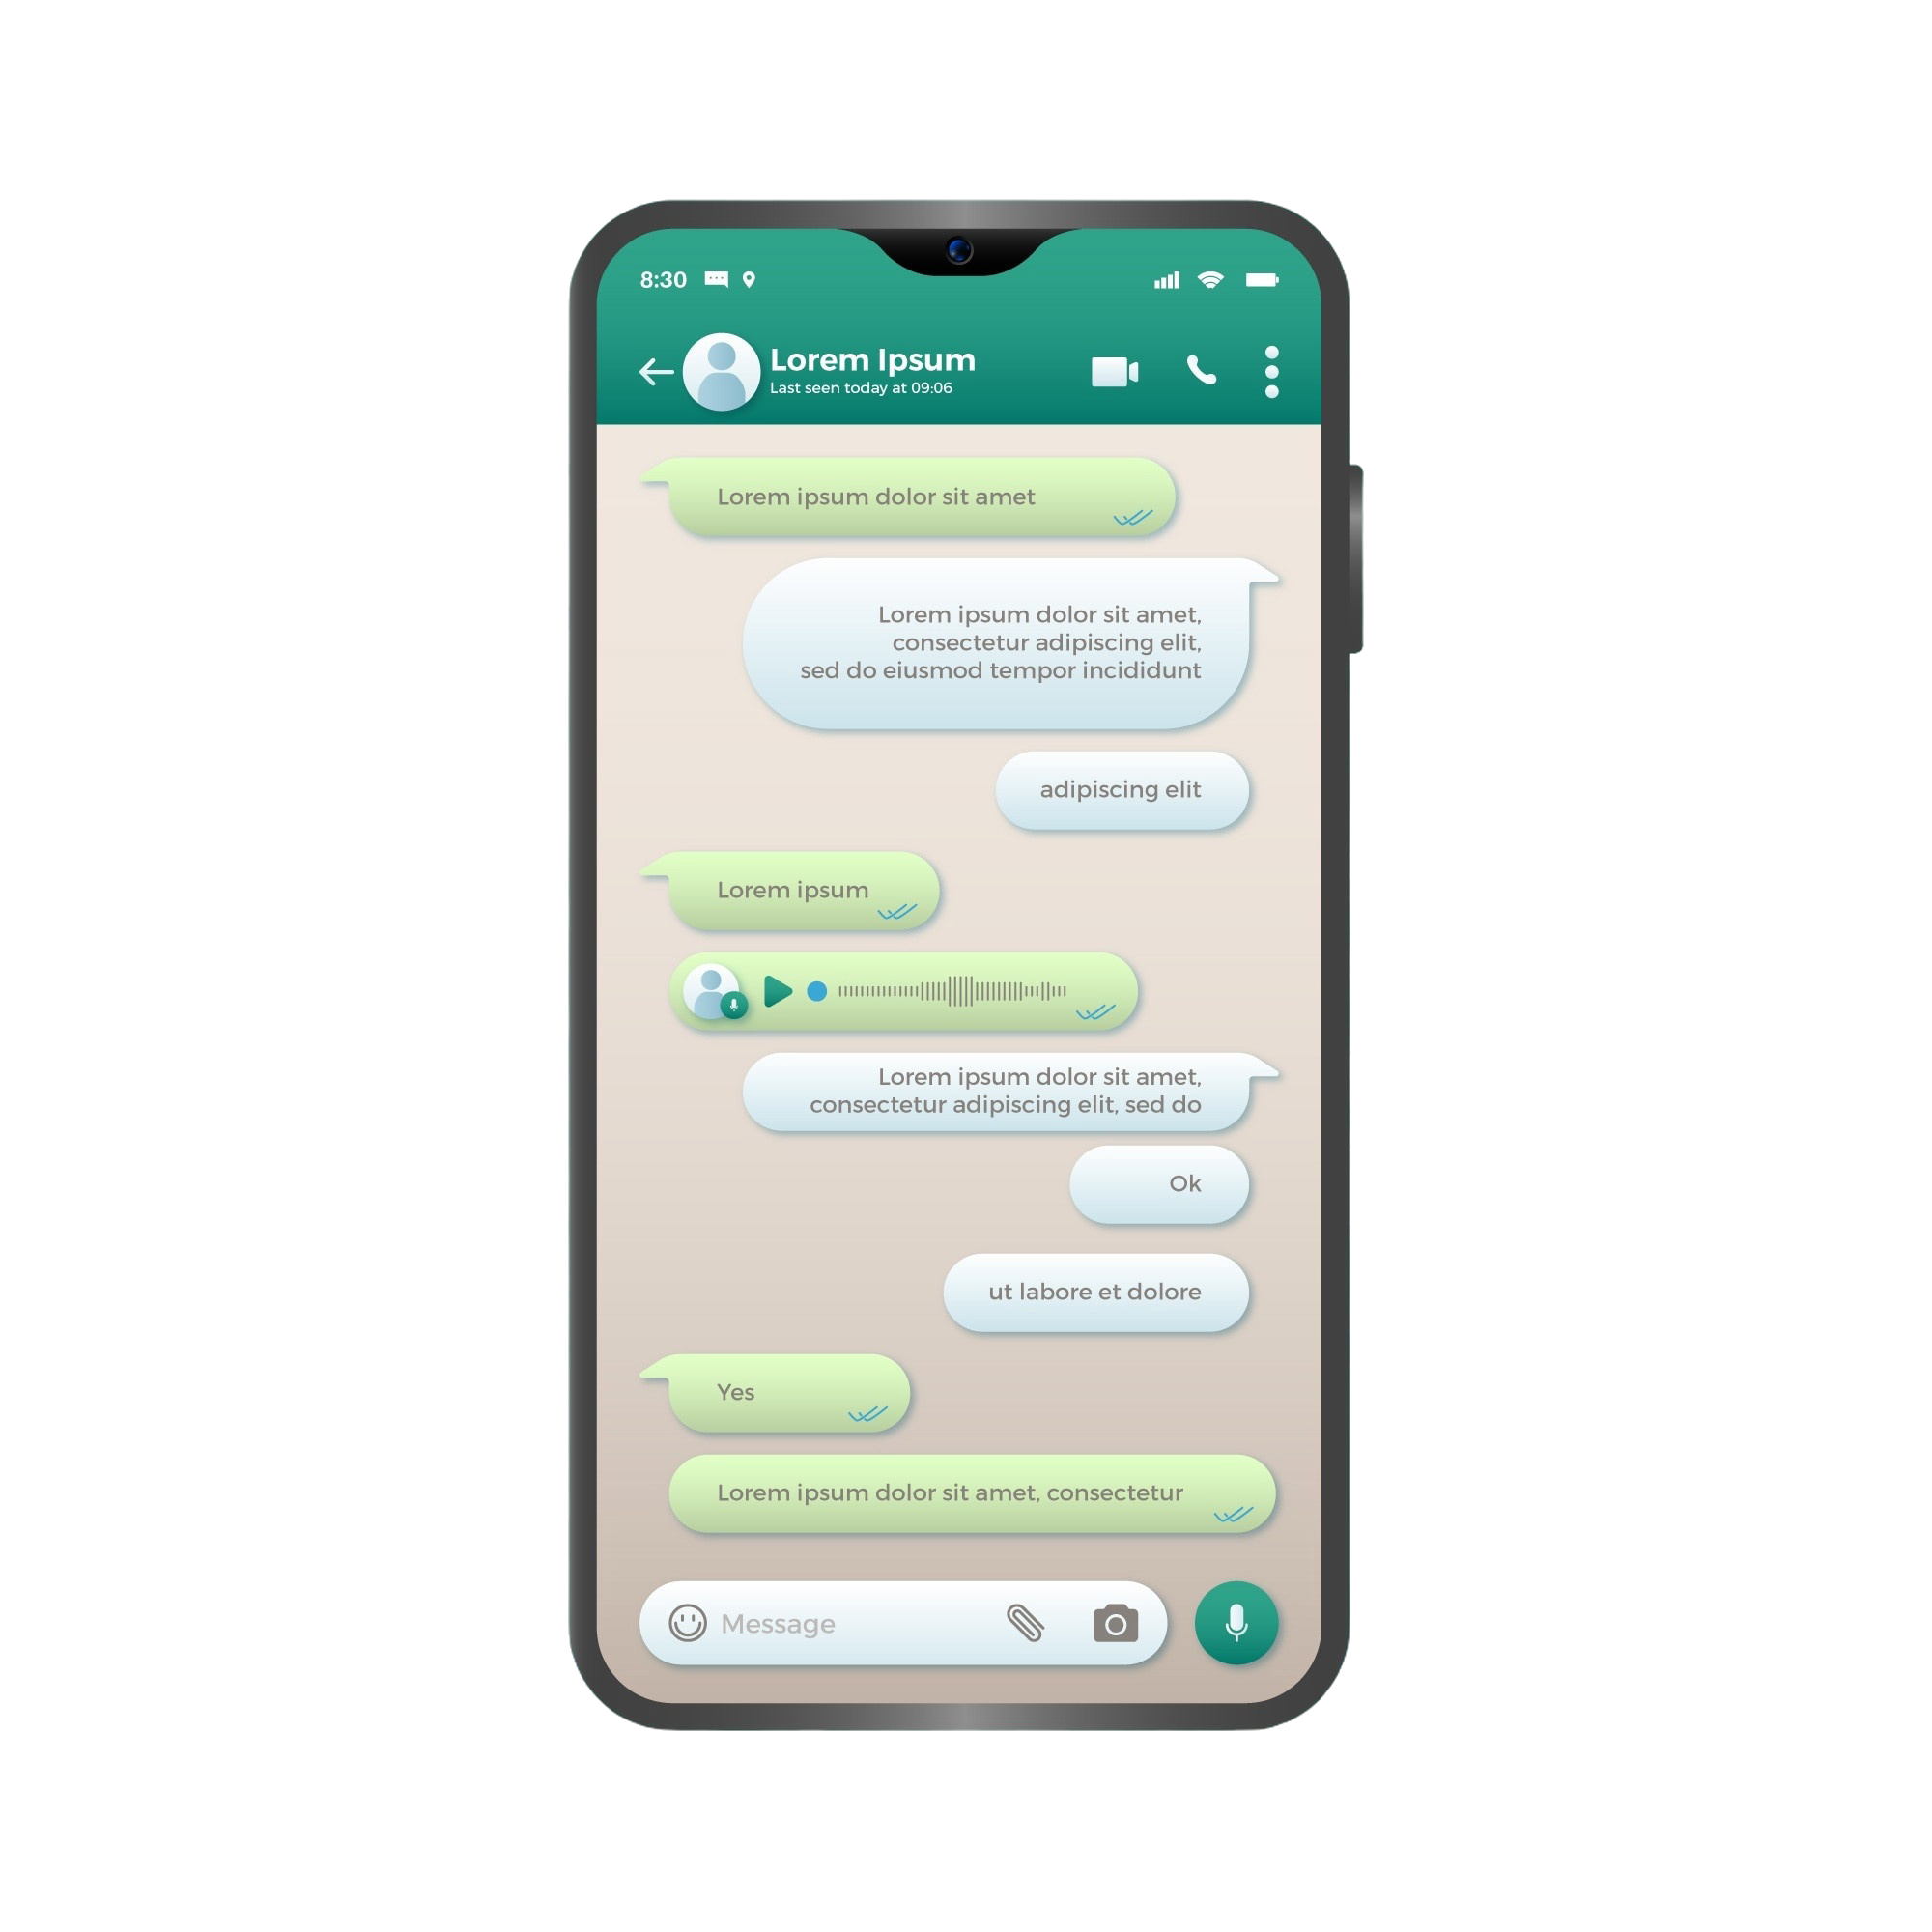 8:30
Lorem Ipsum
Last seen today at 09:06
Lorem ipsum dolor sit amet
Lorem ipsum dolor sit amet,
consectetur adipiscing elit,
sed do eiusmod tempor incididunt
adipiscing elit
Lorem ipsum
Lorem ipsum dolor sit amet,
consectetur adipiscing elit, sed do
Ok
ut labore et dolore
Yes
Lorem ipsum dolor sit amet, consectetur
Message